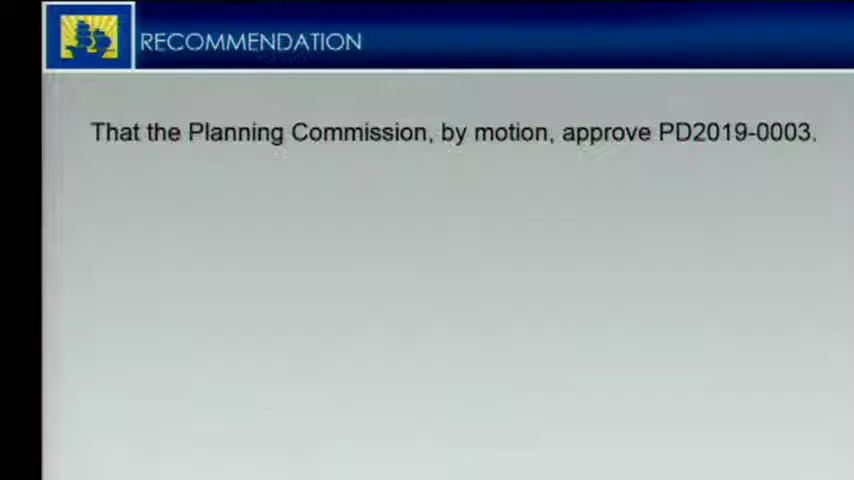 RECOMMENDATION
That the Planning Commission, by motion, approve PD2019-0003.